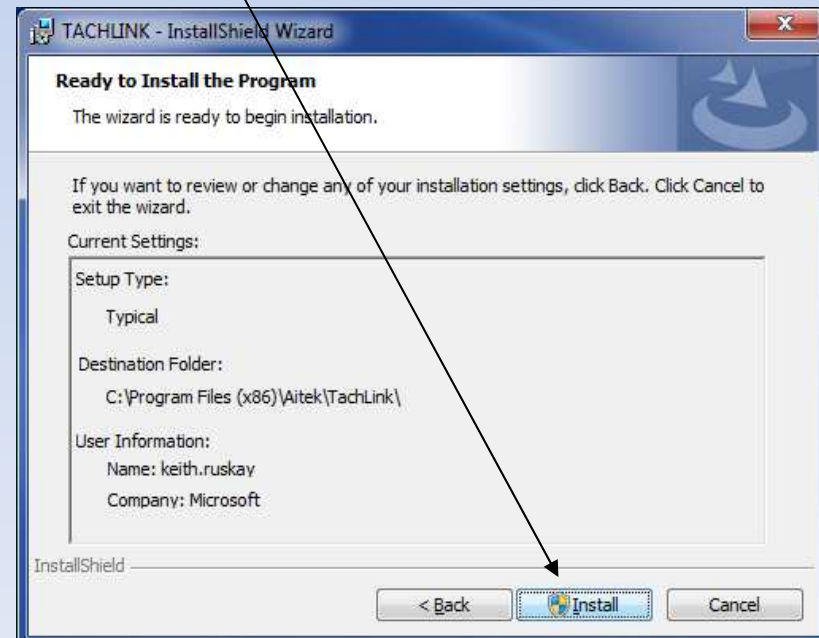 TACHLINK - InstallShield Wizard
Ready to Install the Program
The wizard is ready to begin installation.
If you want to review or change any of your installation settings, click Back. Click Cancel to
exit the wizard.
Current Settings:
Setup Type:
Typical
Destination Folder:
C:\Program Files (x86)\Aitek\TachLink\
User Information:
Name: keith.ruskay
Company: Microsoft
InstallShield
< Back
Install
Cancel